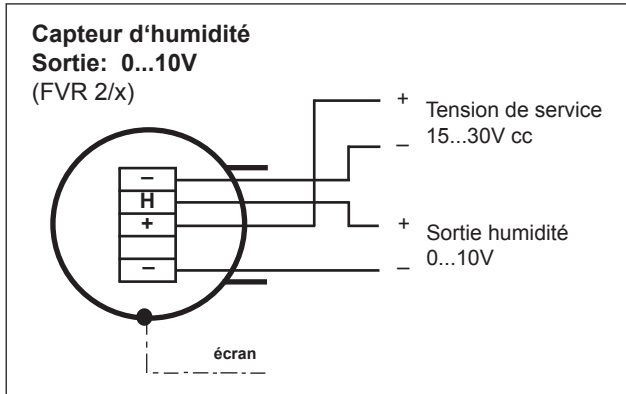 Capteur d‘humidité
Sortie: 0...10V
(FVR 2/x)
+ Tension de service
– 15...30V cc
–
H
+
+ Sortie humidité
0...10V
–
–
écran